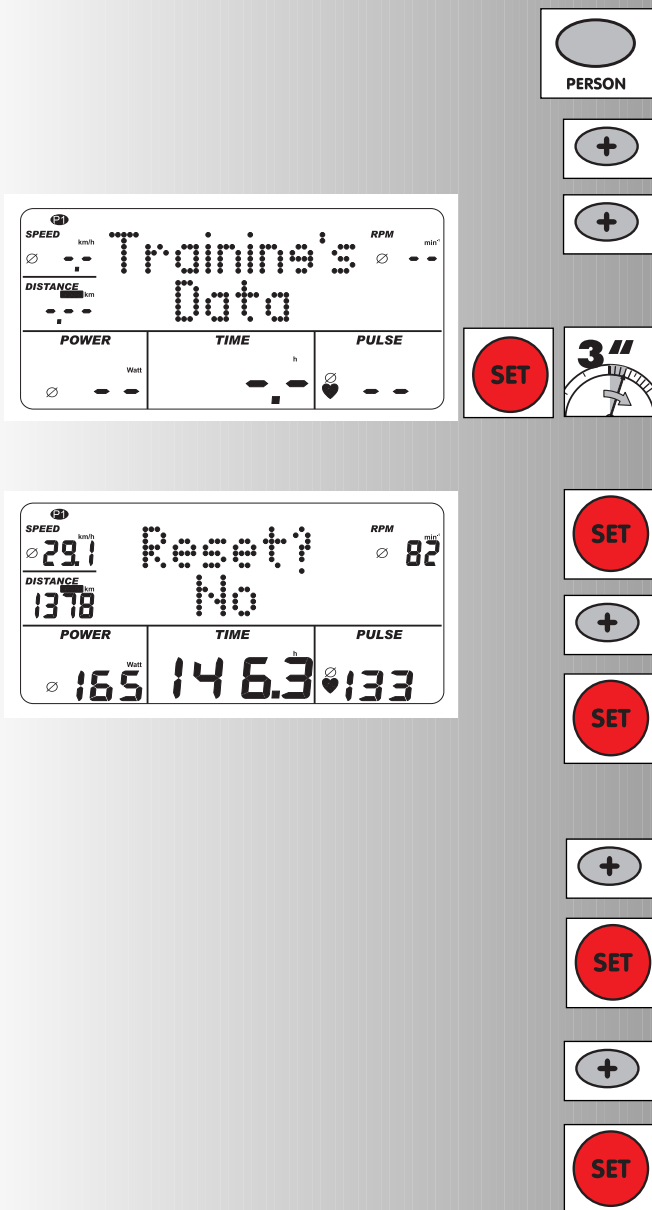 PERSON
+
+
P1
SPEED
km/h
Ø -.-
Training's
RPM
min⁻¹
Ø - -
DISTANCE
km
-.- -
Data
POWER
Watt
Ø - -
TIME
h
-.-
PULSE
Ø
- -
SET
3"
P1
SPEED
km/h
Ø 29.1
Reset?
RPM
min⁻¹
Ø 82
SET
DISTANCE
km
1378
No
+
POWER
Watt
Ø 165
TIME
h
146.3
PULSE
Ø
133
SET
+
SET
+
SET